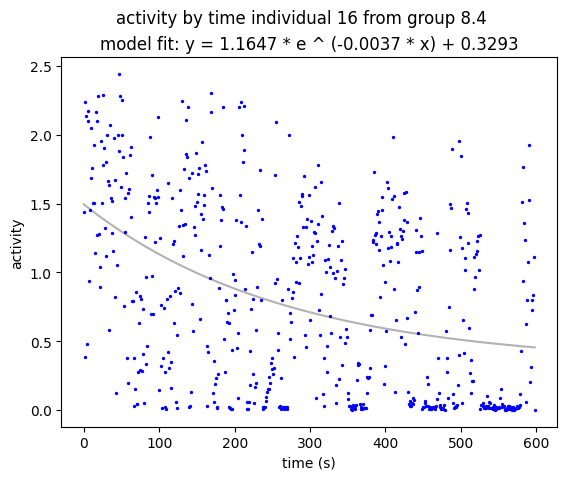 activity by time individual 16 from group 8.4
model fit: y = 1.1647 * e ^ (-0.0037 * x) + 0.3293
2.5
2.0
1.5
1.0
0.5
0.0
activity
0 100 200 300 400 500 600
time (s)